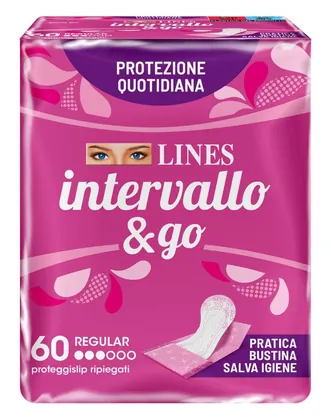 PROTEZIONE
QUOTIDIANA
LINES
intervallo
&go
60 REGULAR
proteggislip ripiegati
PRATICA
BUSTINA
SALVA IGIENE